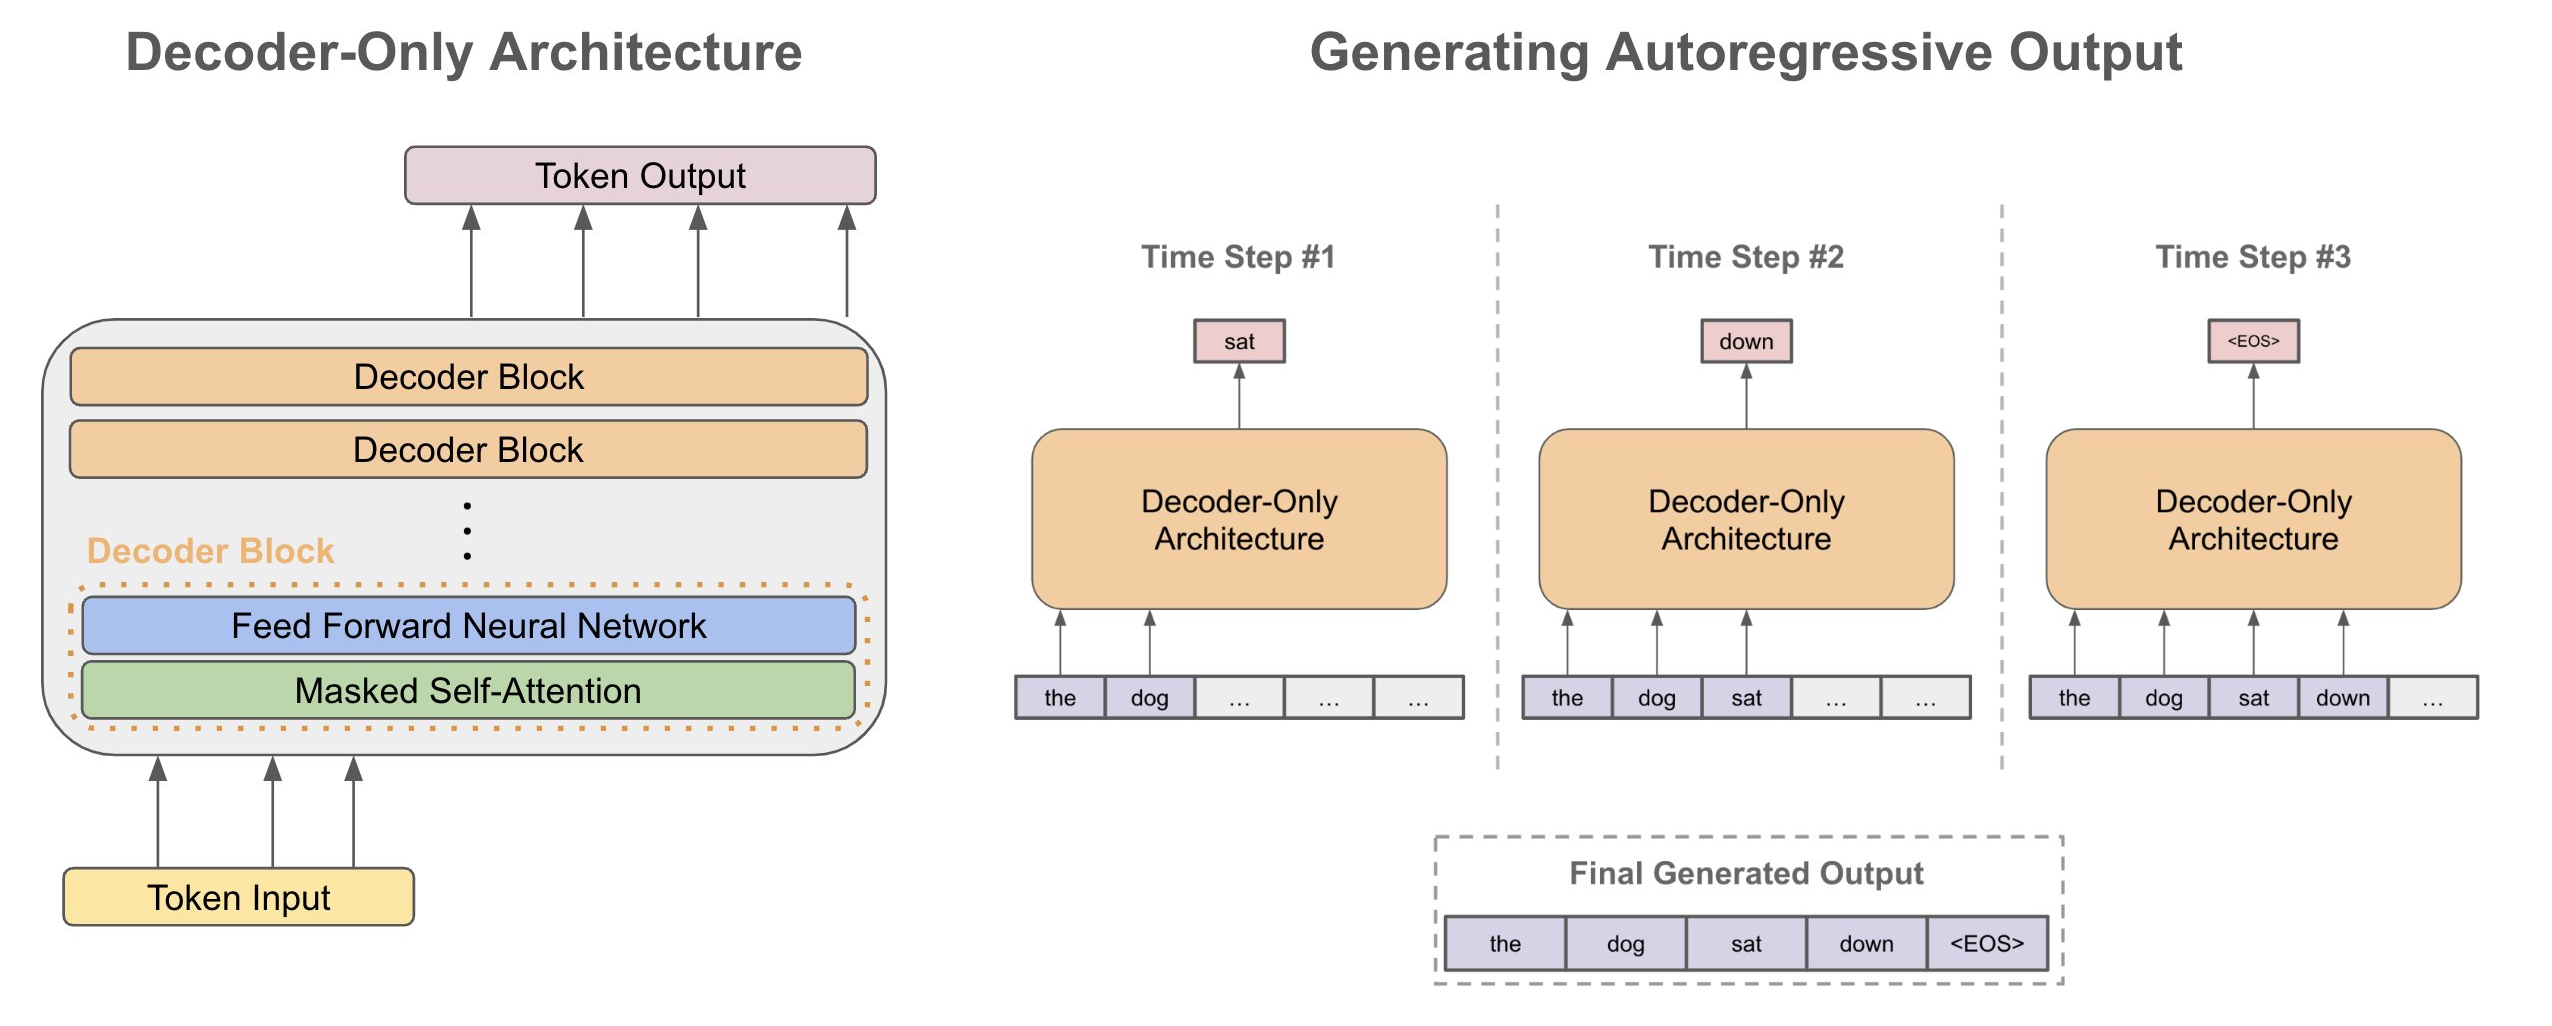 Decoder-Only Architecture
Token Output
Decoder Block
Decoder Block
Decoder Block
Feed Forward Neural Network
Masked Self-Attention
Token Input
Generating Autoregressive Output
Time Step #1
sat
Decoder-Only
Architecture
the dog ... ... ...
Time Step #2
down
Decoder-Only
Architecture
the dog sat ... ...
Time Step #3
<EOS>
Decoder-Only
Architecture
the dog sat down ...
Final Generated Output
the dog sat down <EOS>